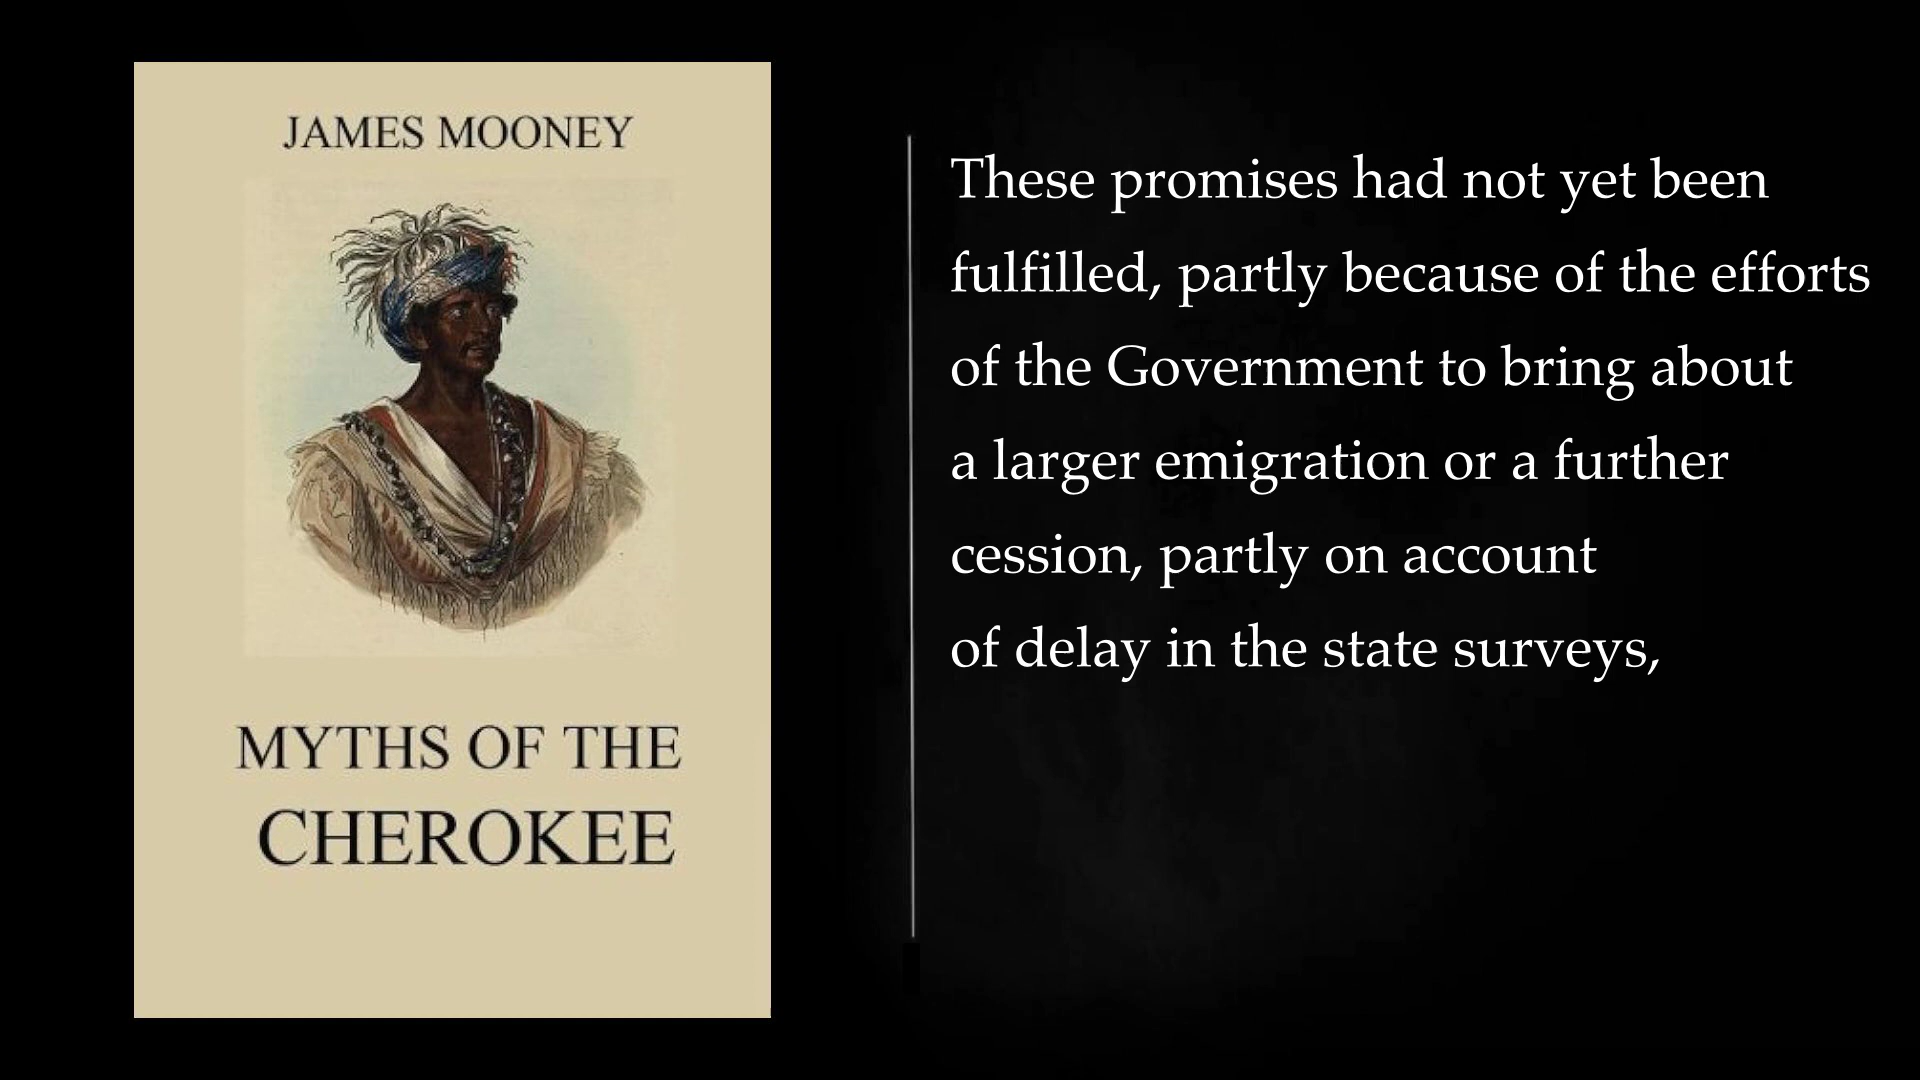 JAMES MOONEY
MYTHS OF THE
CHEROKEE
These promises had not yet been
fulfilled, partly because of the efforts
of the Government to bring about
a larger emigration or a further
cession, partly on account
of delay in the state surveys,